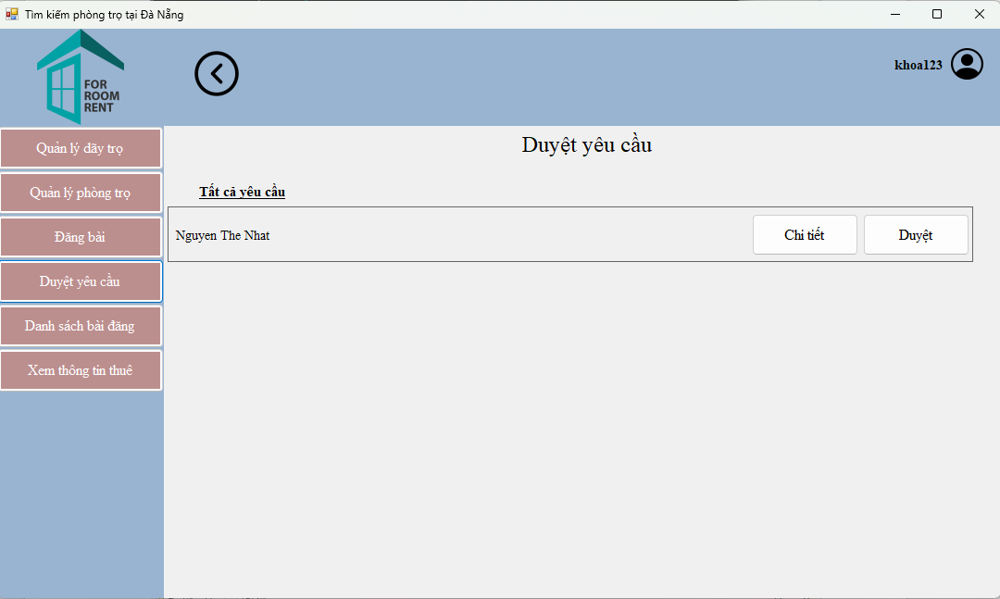 Tìm kiếm phòng trọ tại Đà Nẵng
FOR
ROOM
RENT
khoa123
Quản lý dãy trọ
Quản lý phòng trọ
Đăng bài
Duyệt yêu cầu
Danh sách bài đăng
Xem thông tin thuê
Duyệt yêu cầu
Tất cả yêu cầu
Nguyen The Nhat
Chi tiết
Duyệt